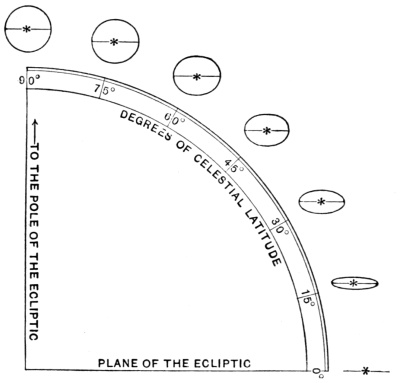 90°
75°
60°
45°
30°
15°
0°
DEGREES OF CELESTIAL LATITUDE
← TO THE POLE OF THE ECLIPTIC
PLANE OF THE ECLIPTIC